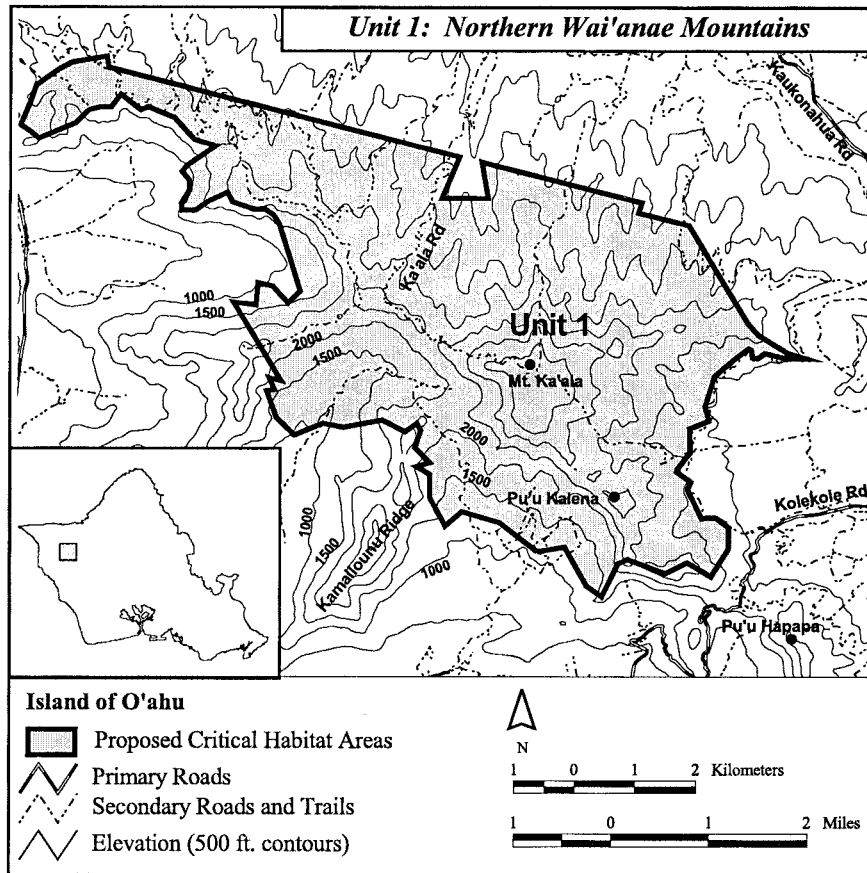 Unit 1: Northern Wai'anae Mountains
Kaukonahua Rd
Ka'ala Rd
1000
1500
2000
1500
Unit 1
Mt. Ka'ala
2000
1500
Pu'u Kalena
Kolekole Rd
1000
1500
Kamaliounu Ridge
1000
Pu'u Hapapa
Island of O'ahu
Proposed Critical Habitat Areas
Primary Roads
Secondary Roads and Trails
Elevation (500 ft. contours)
N
1 0 1 2 Kilometers
1 0 1 2 Miles